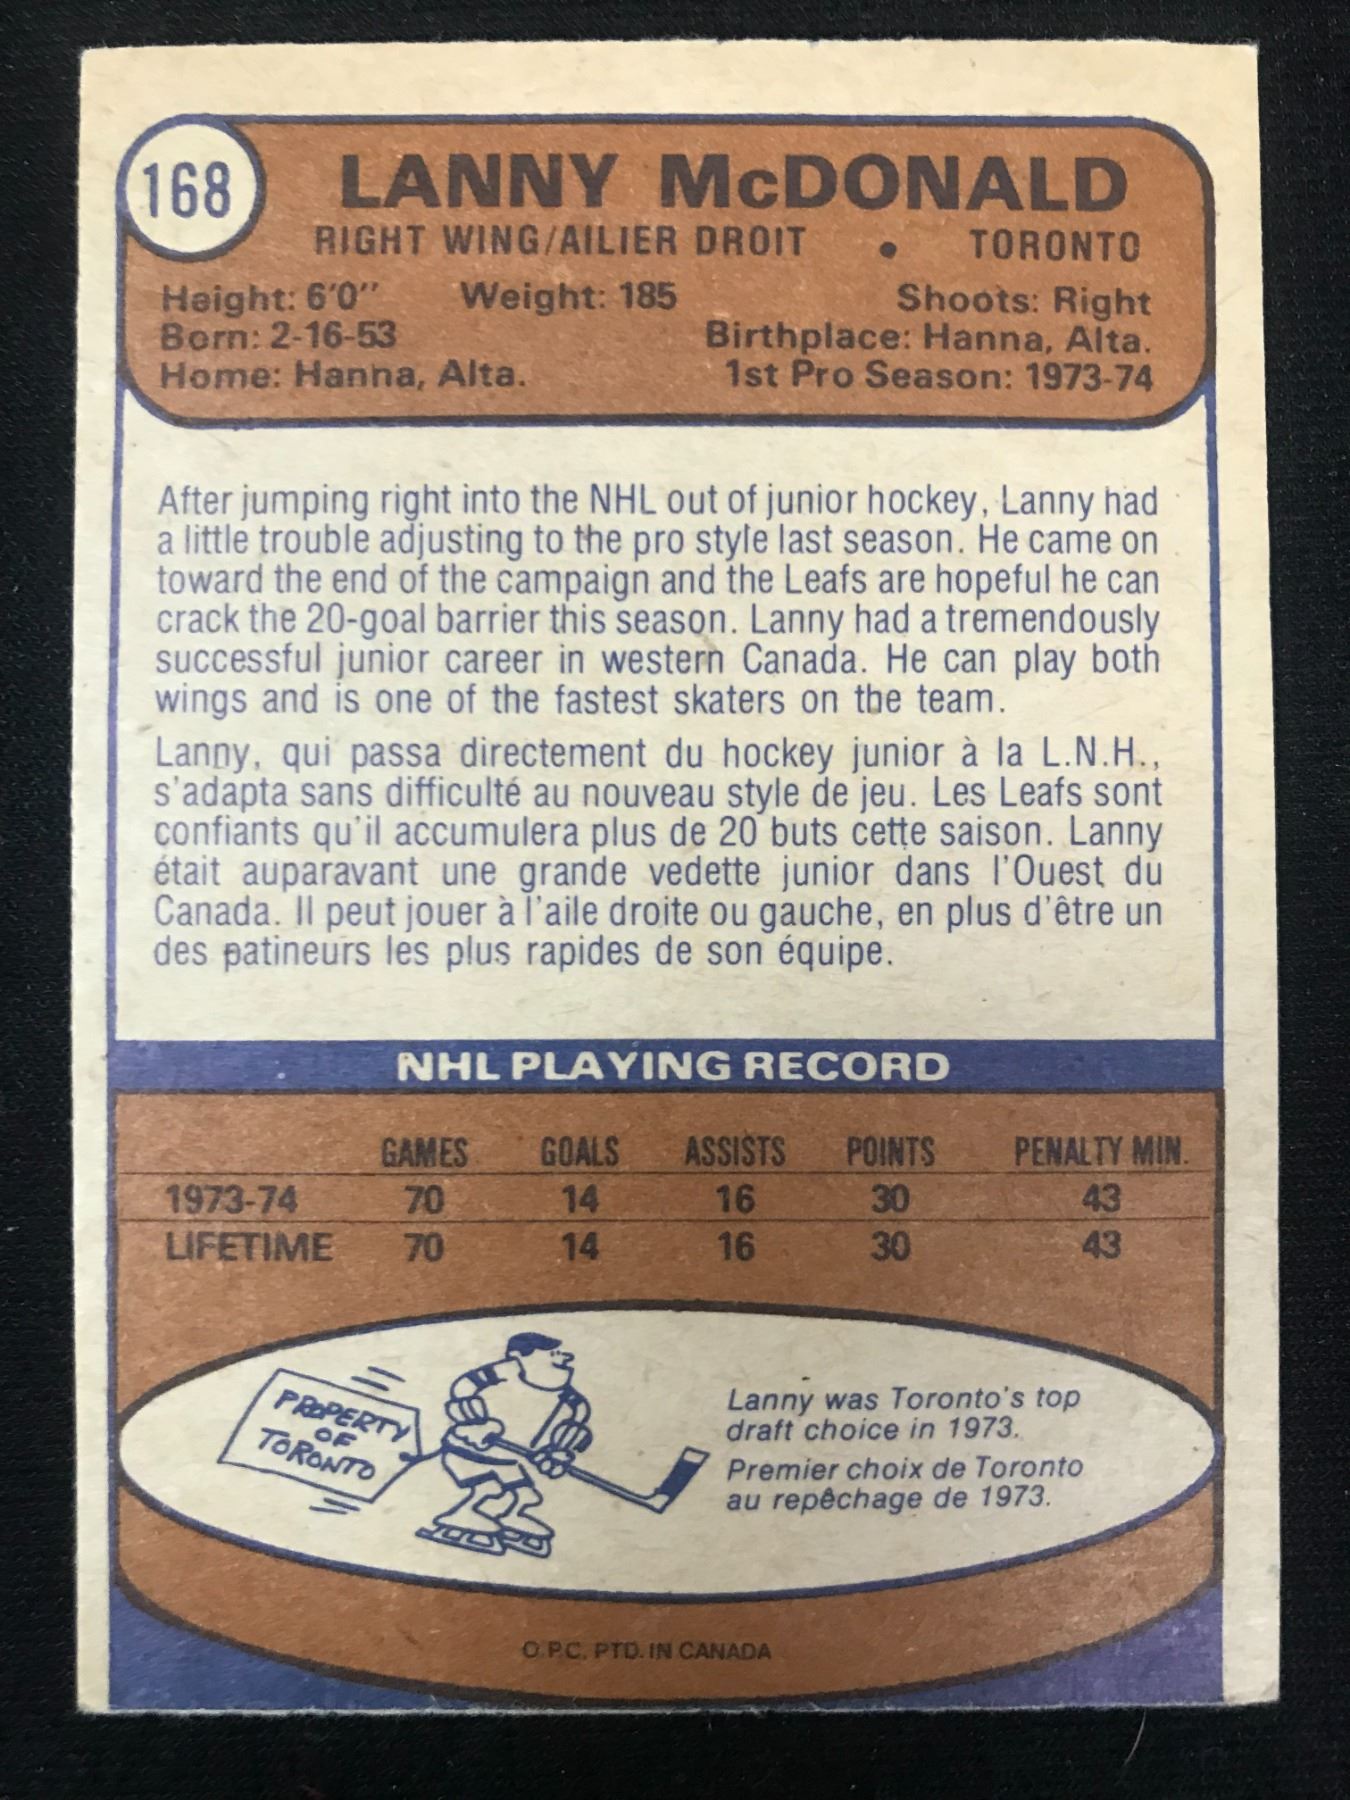 168
LANNY McDONALD
RIGHT WING/AILIER DROIT • TORONTO
Height: 6'0" Weight: 185 Shoots: Right
Born: 2-16-53 Birthplace: Hanna, Alta.
Home: Hanna, Alta. 1st Pro Season: 1973-74
After jumping right into the NHL out of junior hockey, Lanny had
a little trouble adjusting to the pro style last season. He came on
toward the end of the campaign and the Leafs are hopeful he can
crack the 20-goal barrier this season. Lanny had a tremendously
successful junior career in western Canada. He can play both
wings and is one of the fastest skaters on the team.
Lanny, qui passa directement du hockey junior à la L.N.H.,
s'adapta sans difficulté au nouveau style de jeu. Les Leafs sont
confiants qu'il accumulera plus de 20 buts cette saison. Lanny
était auparavant une grande vedette junior dans l'Ouest du
Canada. Il peut jouer à l'aile droite ou gauche, en plus d'être un
des patineurs les plus rapides de son équipe.
NHL PLAYING RECORD
GAMES GOALS ASSISTS POINTS PENALTY MIN.
1973-74 70 14 16 30 43
LIFETIME 70 14 16 30 43
PROPERTY
OF
TORONTO
Lanny was Toronto's top
draft choice in 1973.
Premier choix de Toronto
au repêchage de 1973.
O.P.C. PTD. IN CANADA